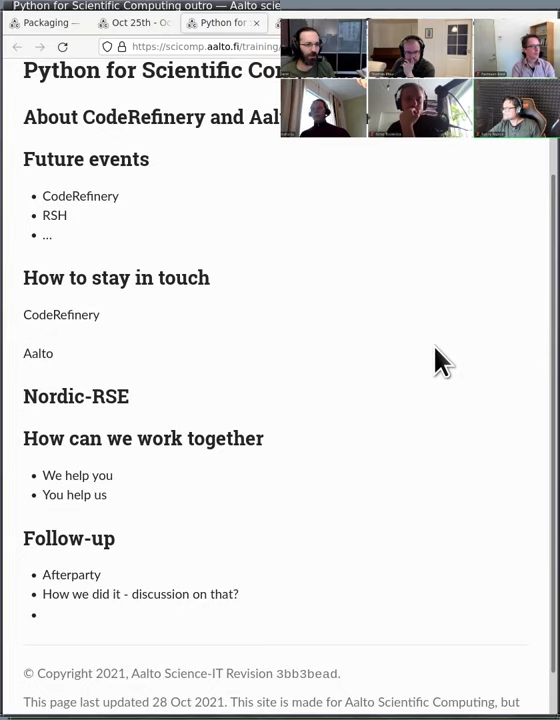 Python for Scientific Computing outro — Aalto scie
Packaging —
Oct 25th - Oc
Python for
https://scicomp.aalto.fi/training/
Python for Scientific Co
About CodeRefinery and Aal
Future events
• CodeRefinery
• RSH
• ...
How to stay in touch
CodeRefinery
Aalto
Nordic-RSE
How can we work together
• We help you
• You help us
Follow-up
• Afterparty
• How we did it - discussion on that?
•
© Copyright 2021, Aalto Science-IT Revision 3bb3bead.
This page last updated 28 Oct 2021. This site is made for Aalto Scientific Computing, but